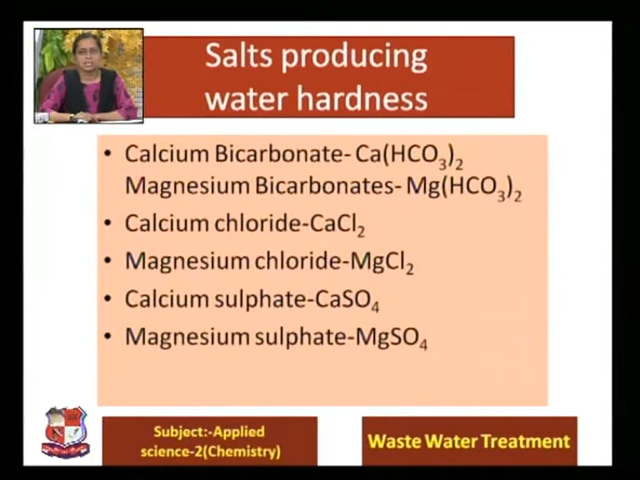 Salts producing
water hardness
• Calcium Bicarbonate- Ca(HCO₃)₂
Magnesium Bicarbonates- Mg(HCO₃)₂
• Calcium chloride-CaCl₂
• Magnesium chloride-MgCl₂
• Calcium sulphate-CaSO₄
• Magnesium sulphate-MgSO₄
Subject:-Applied
science-2(Chemistry)
Waste Water Treatment